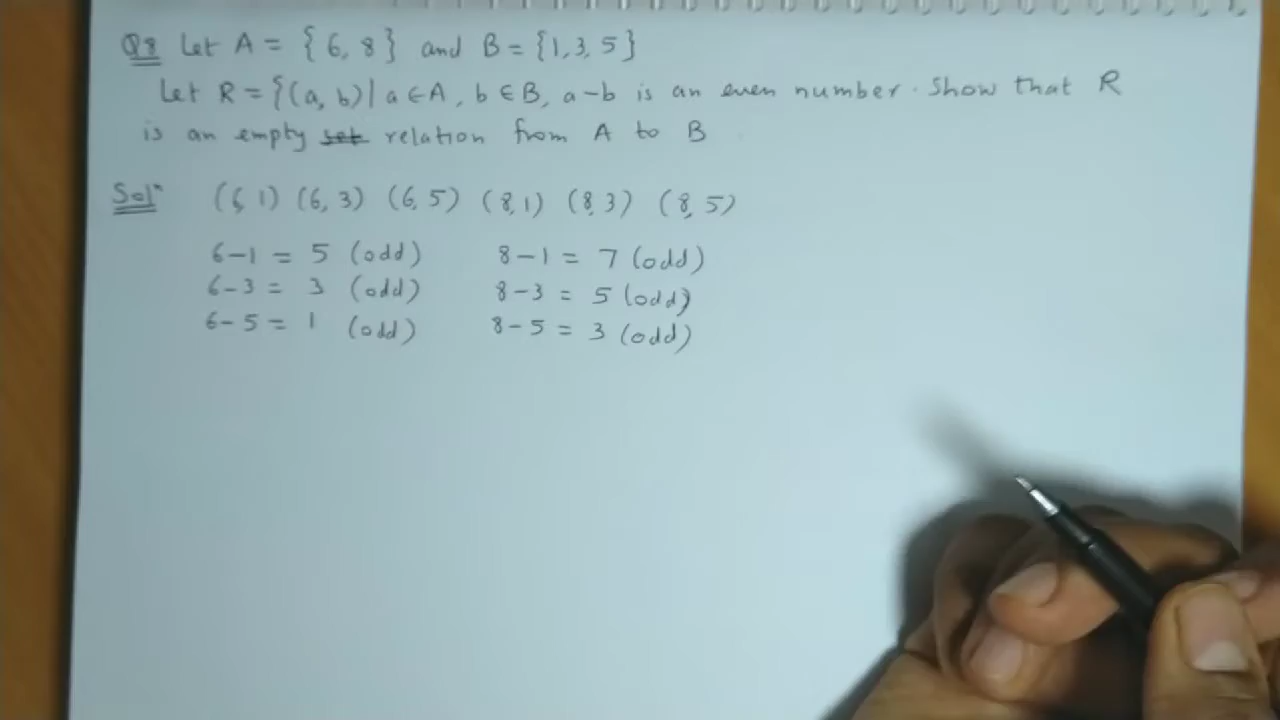 Q8 Let A = { 6, 8 } and B = {1, 3, 5 }
Let R = {(a, b) | a ∈ A, b ∈ B, a-b is an even number. Show that R
is an empty set relation from A to B
Solⁿ (6, 1) (6, 3) (6, 5) (8, 1) (8, 3) (8, 5)
6-1 = 5 (odd) 8-1 = 7 (odd)
6-3 = 3 (odd) 8-3 = 5 (odd)
6-5 = 1 (odd) 8-5 = 3 (odd)